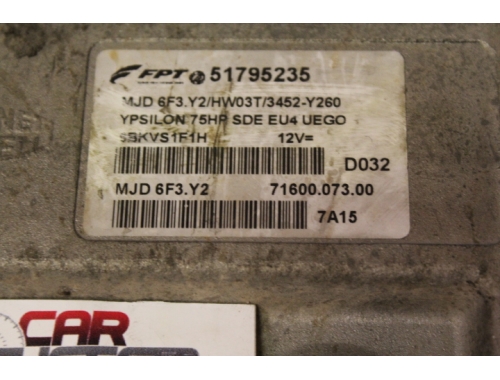 FPT 51795235
MJD 6F3.Y2/HW03T/3452-Y260
YPSILON 75HP SDE EU4 UEGO
12V=
D032
MJD 6F3.Y2 71600.073.00
7A15
CAR